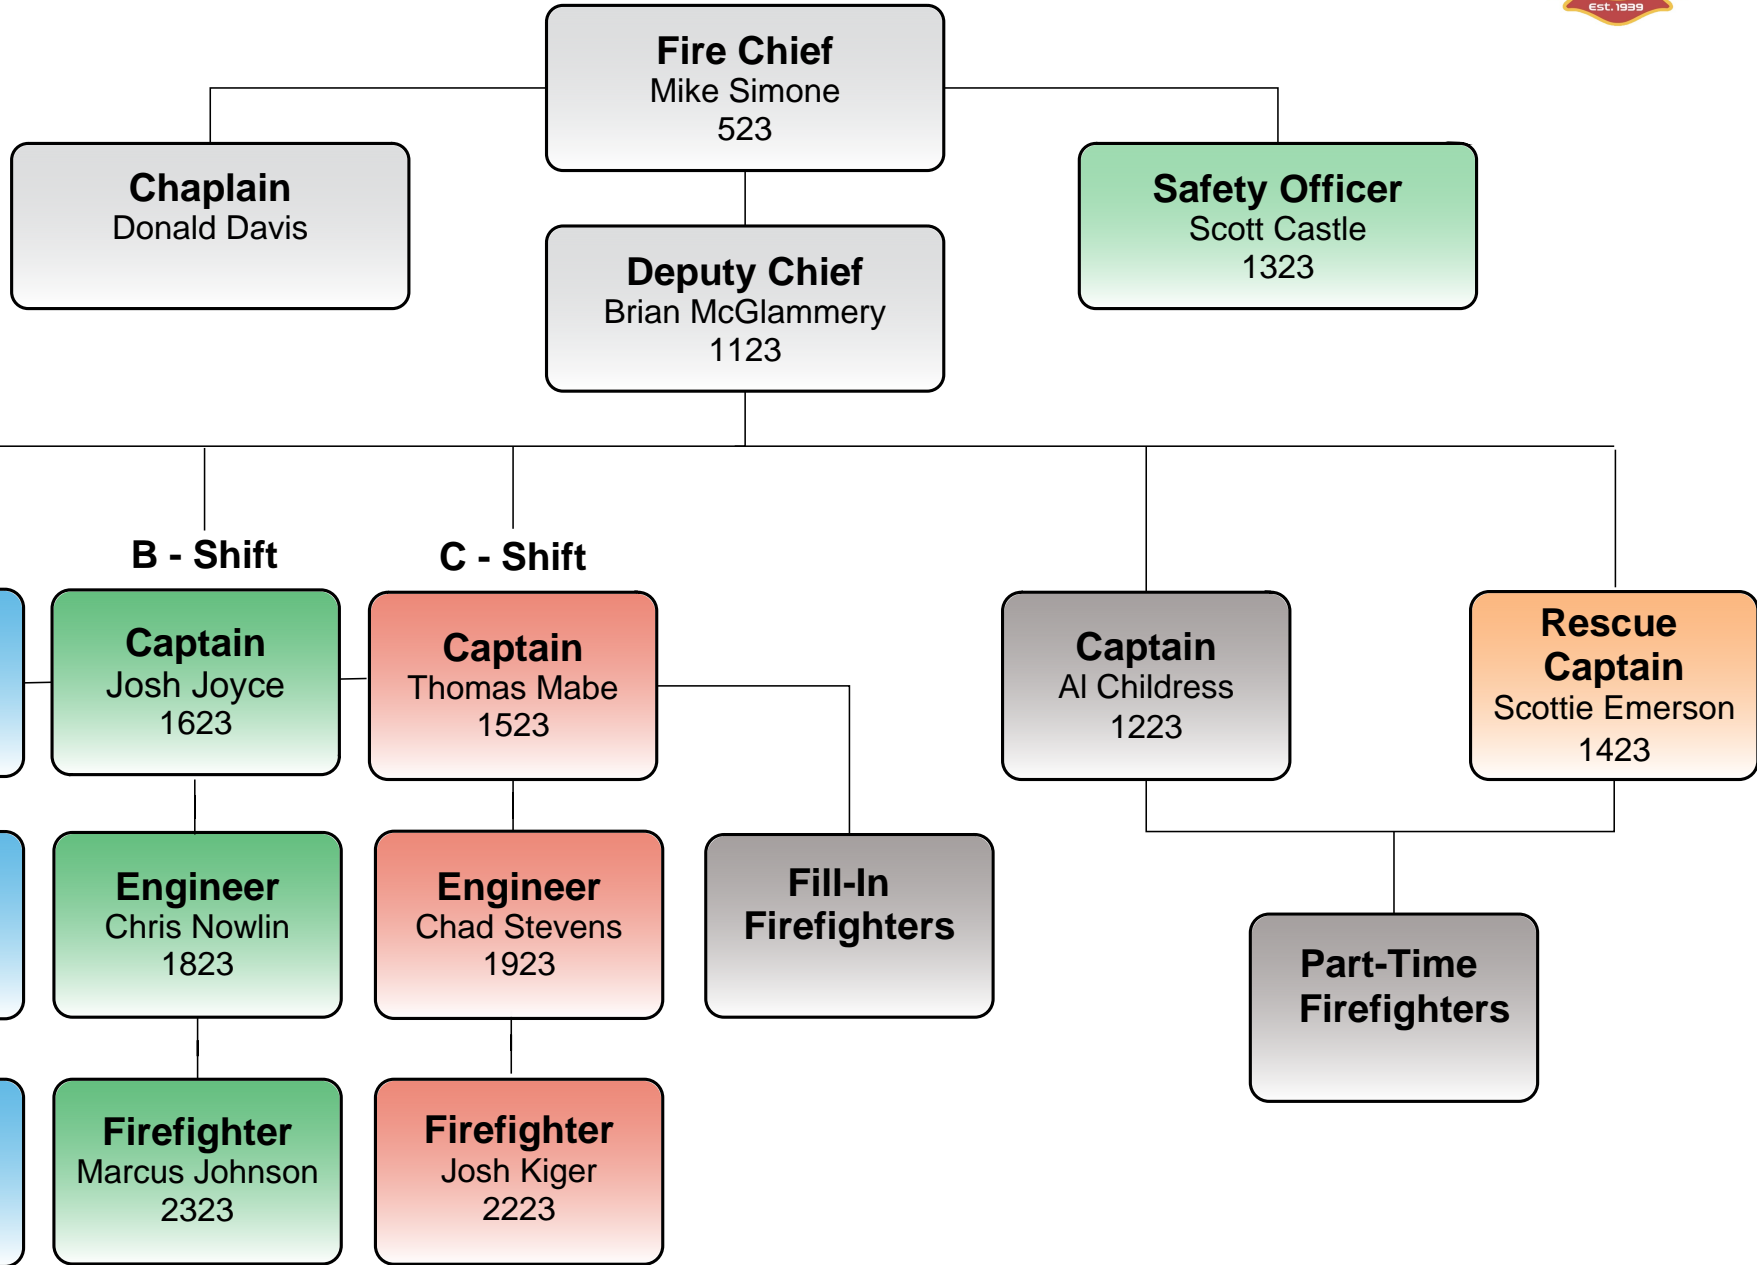 Est. 1939
Fire Chief
Mike Simone
523
Chaplain
Donald Davis
Safety Officer
Scott Castle
1323
Deputy Chief
Brian McGlammery
1123
B - Shift
C - Shift
Captain
Josh Joyce
1623
Captain
Thomas Mabe
1523
Captain
Al Childress
1223
Rescue
Captain
Scottie Emerson
1423
Engineer
Chris Nowlin
1823
Engineer
Chad Stevens
1923
Fill-In
Firefighters
Part-Time
Firefighters
Firefighter
Marcus Johnson
2323
Firefighter
Josh Kiger
2223